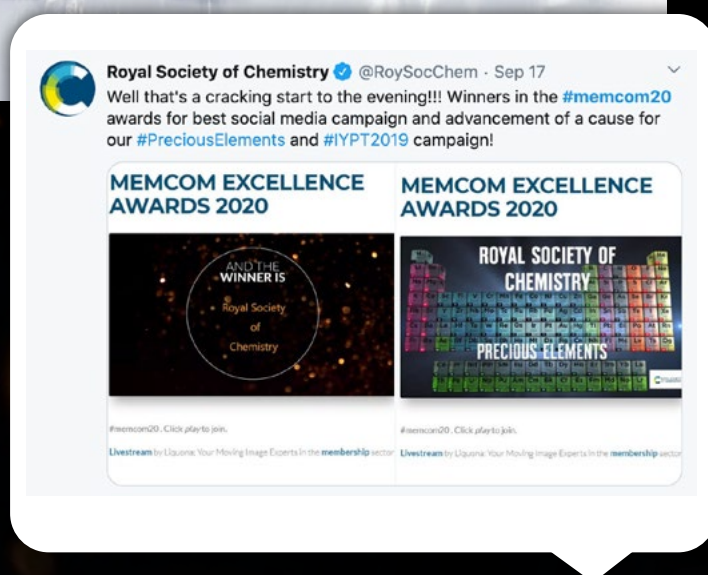 Royal Society of Chemistry @RoySocChem · Sep 17
Well that's a cracking start to the evening!!! Winners in the #memcom20
awards for best social media campaign and advancement of a cause for
our #PreciousElements and #IYPT2019 campaign!
MEMCOM EXCELLENCE
AWARDS 2020
AND THE
WINNER IS
Royal Society
of
Chemistry
#memcom20. Click play to join.
Livestream by Liquona: Your Moving Image Experts in the membership sector
MEMCOM EXCELLENCE
AWARDS 2020
ROYAL SOCIETY OF
CHEMISTRY
PRECIOUS ELEMENTS
#memcom20. Click play to join.
Livestream by Liquona: Your Moving Image Experts in the membership sector